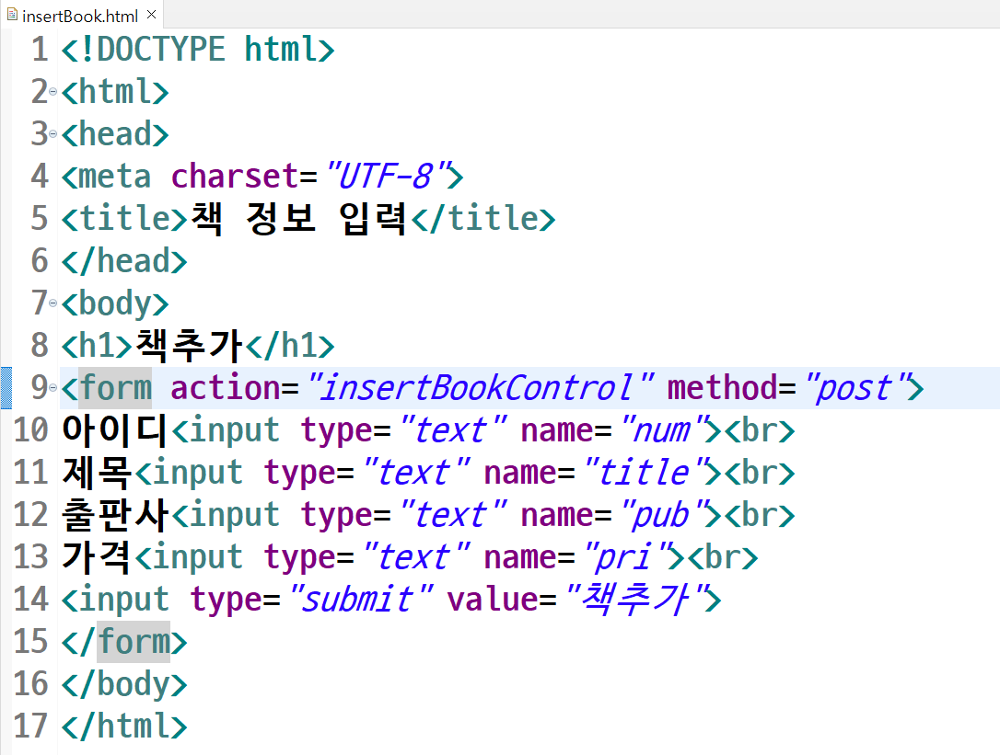 insertBook.html ×
1 <!DOCTYPE html>
2 <html>
3 <head>
4 <meta charset="UTF-8">
5 <title>책 정보 입력</title>
6 </head>
7 <body>
8 <h1>책추가</h1>
9 <form action="insertBookControl" method="post">
10 아이디<input type="text" name="num"><br>
11 제목<input type="text" name="title"><br>
12 출판사<input type="text" name="pub"><br>
13 가격<input type="text" name="pri"><br>
14 <input type="submit" value="책추가">
15 </form>
16 </body>
17 </html>